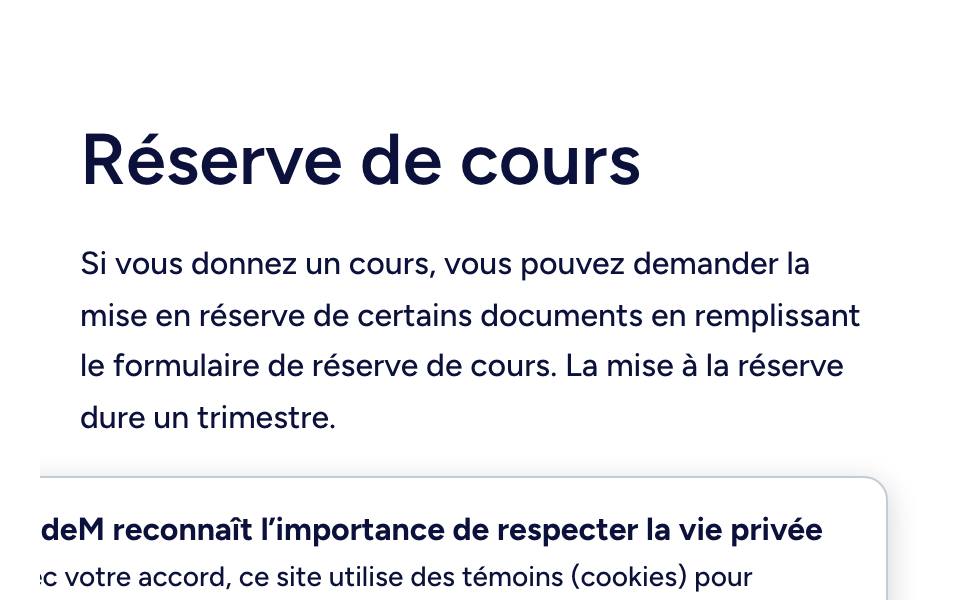 Réserve de cours
Si vous donnez un cours, vous pouvez demander la
mise en réserve de certains documents en remplissant
le formulaire de réserve de cours. La mise à la réserve
dure un trimestre.
deM reconnaît l’importance de respecter la vie privée
votre accord, ce site utilise des témoins (cookies) pour